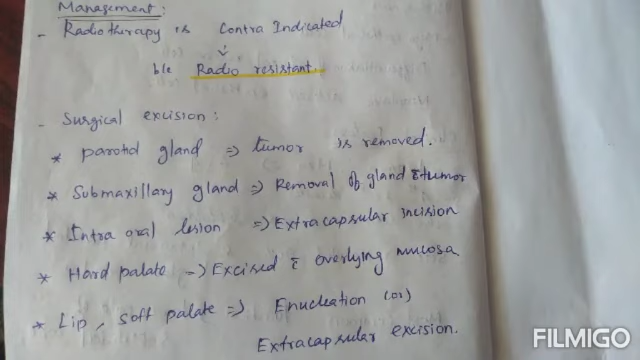 Management:
- Radiotherapy is Contra Indicated
↓
b/c Radio resistant.
- Surgical excision:
* parotid gland => tumor is removed.
* Submaxillary gland => Removal of gland & tumor
* Intra oral lesion => Extracapsular incision
* Hard palate => Excised & overlying mucosa
* Lip, soft palate => Enucleation (or)
Extracapsular excision.
FILMIGO